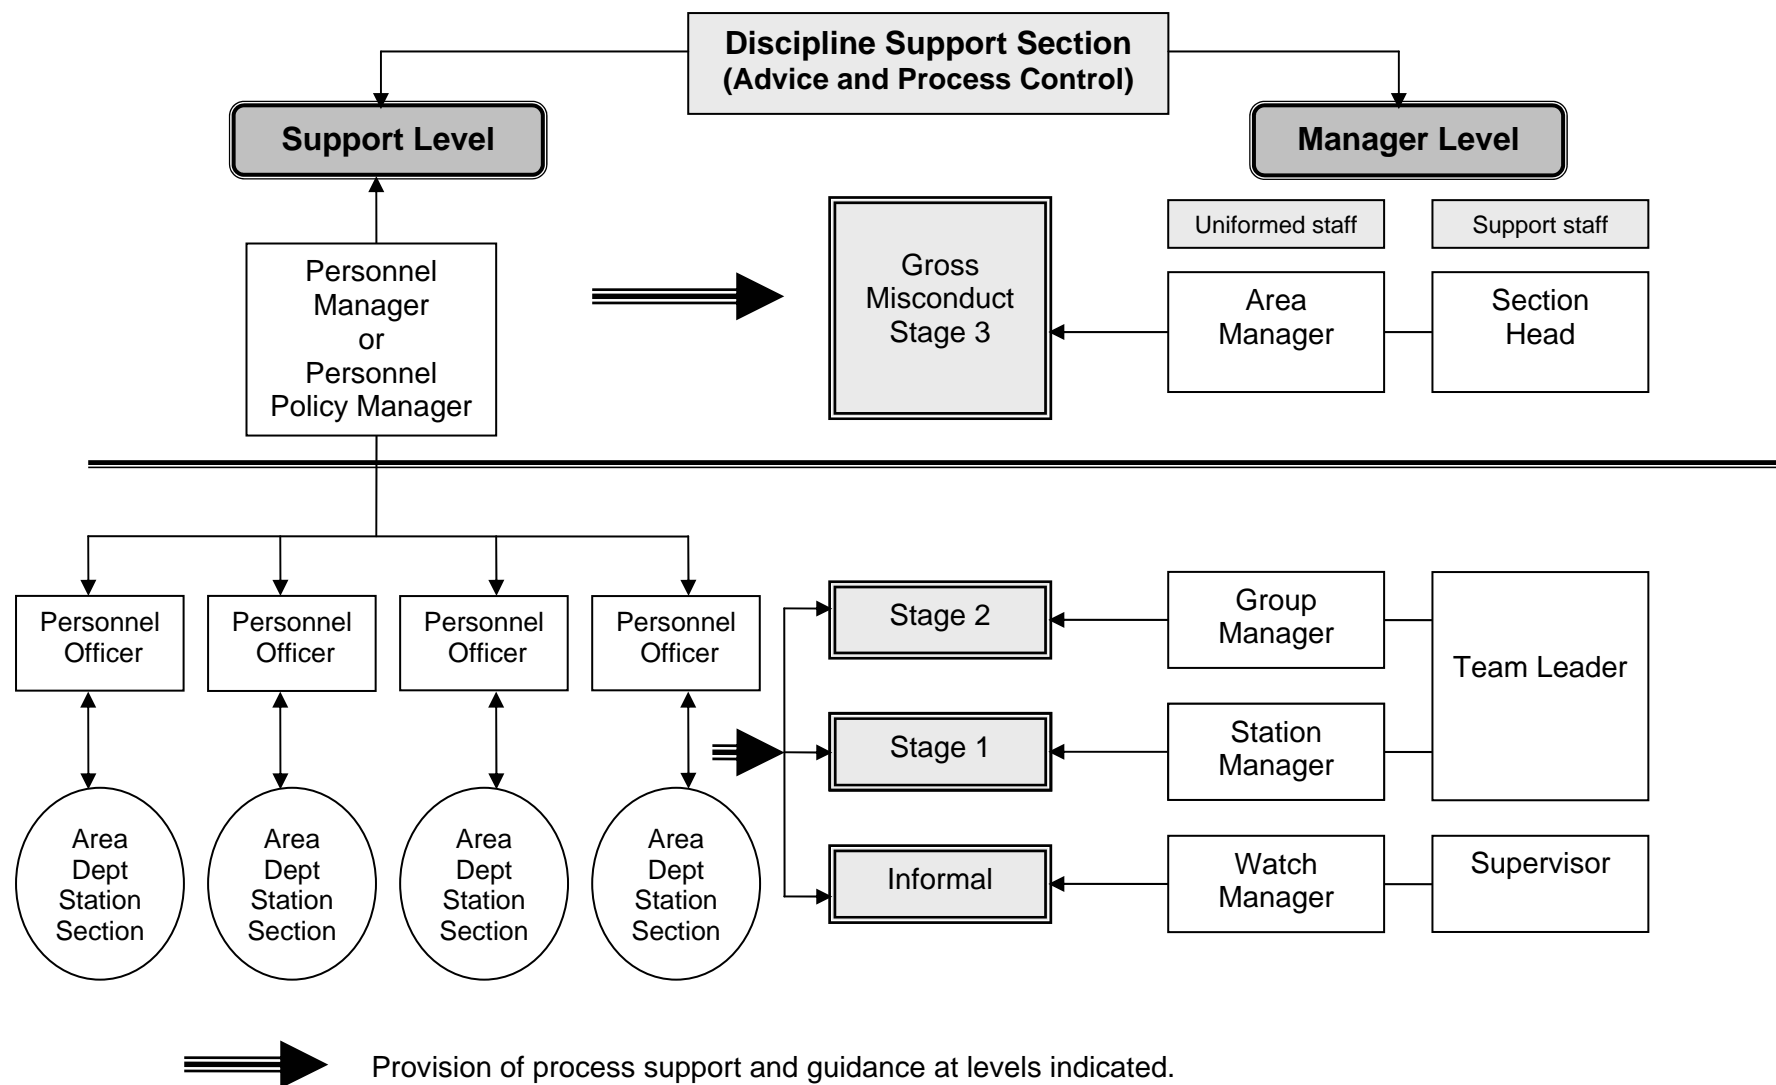 Discipline Support Section
(Advice and Process Control)
Support Level
Manager Level
Uniformed staff
Support staff
Personnel
Manager
or
Personnel
Policy Manager
Gross
Misconduct
Stage 3
Area
Manager
Section
Head
Personnel
Officer
Personnel
Officer
Personnel
Officer
Personnel
Officer
Stage 2
Group
Manager
Team Leader
Stage 1
Station
Manager
Area
Dept
Station
Section
Area
Dept
Station
Section
Area
Dept
Station
Section
Area
Dept
Station
Section
Informal
Watch
Manager
Supervisor
Provision of process support and guidance at levels indicated.